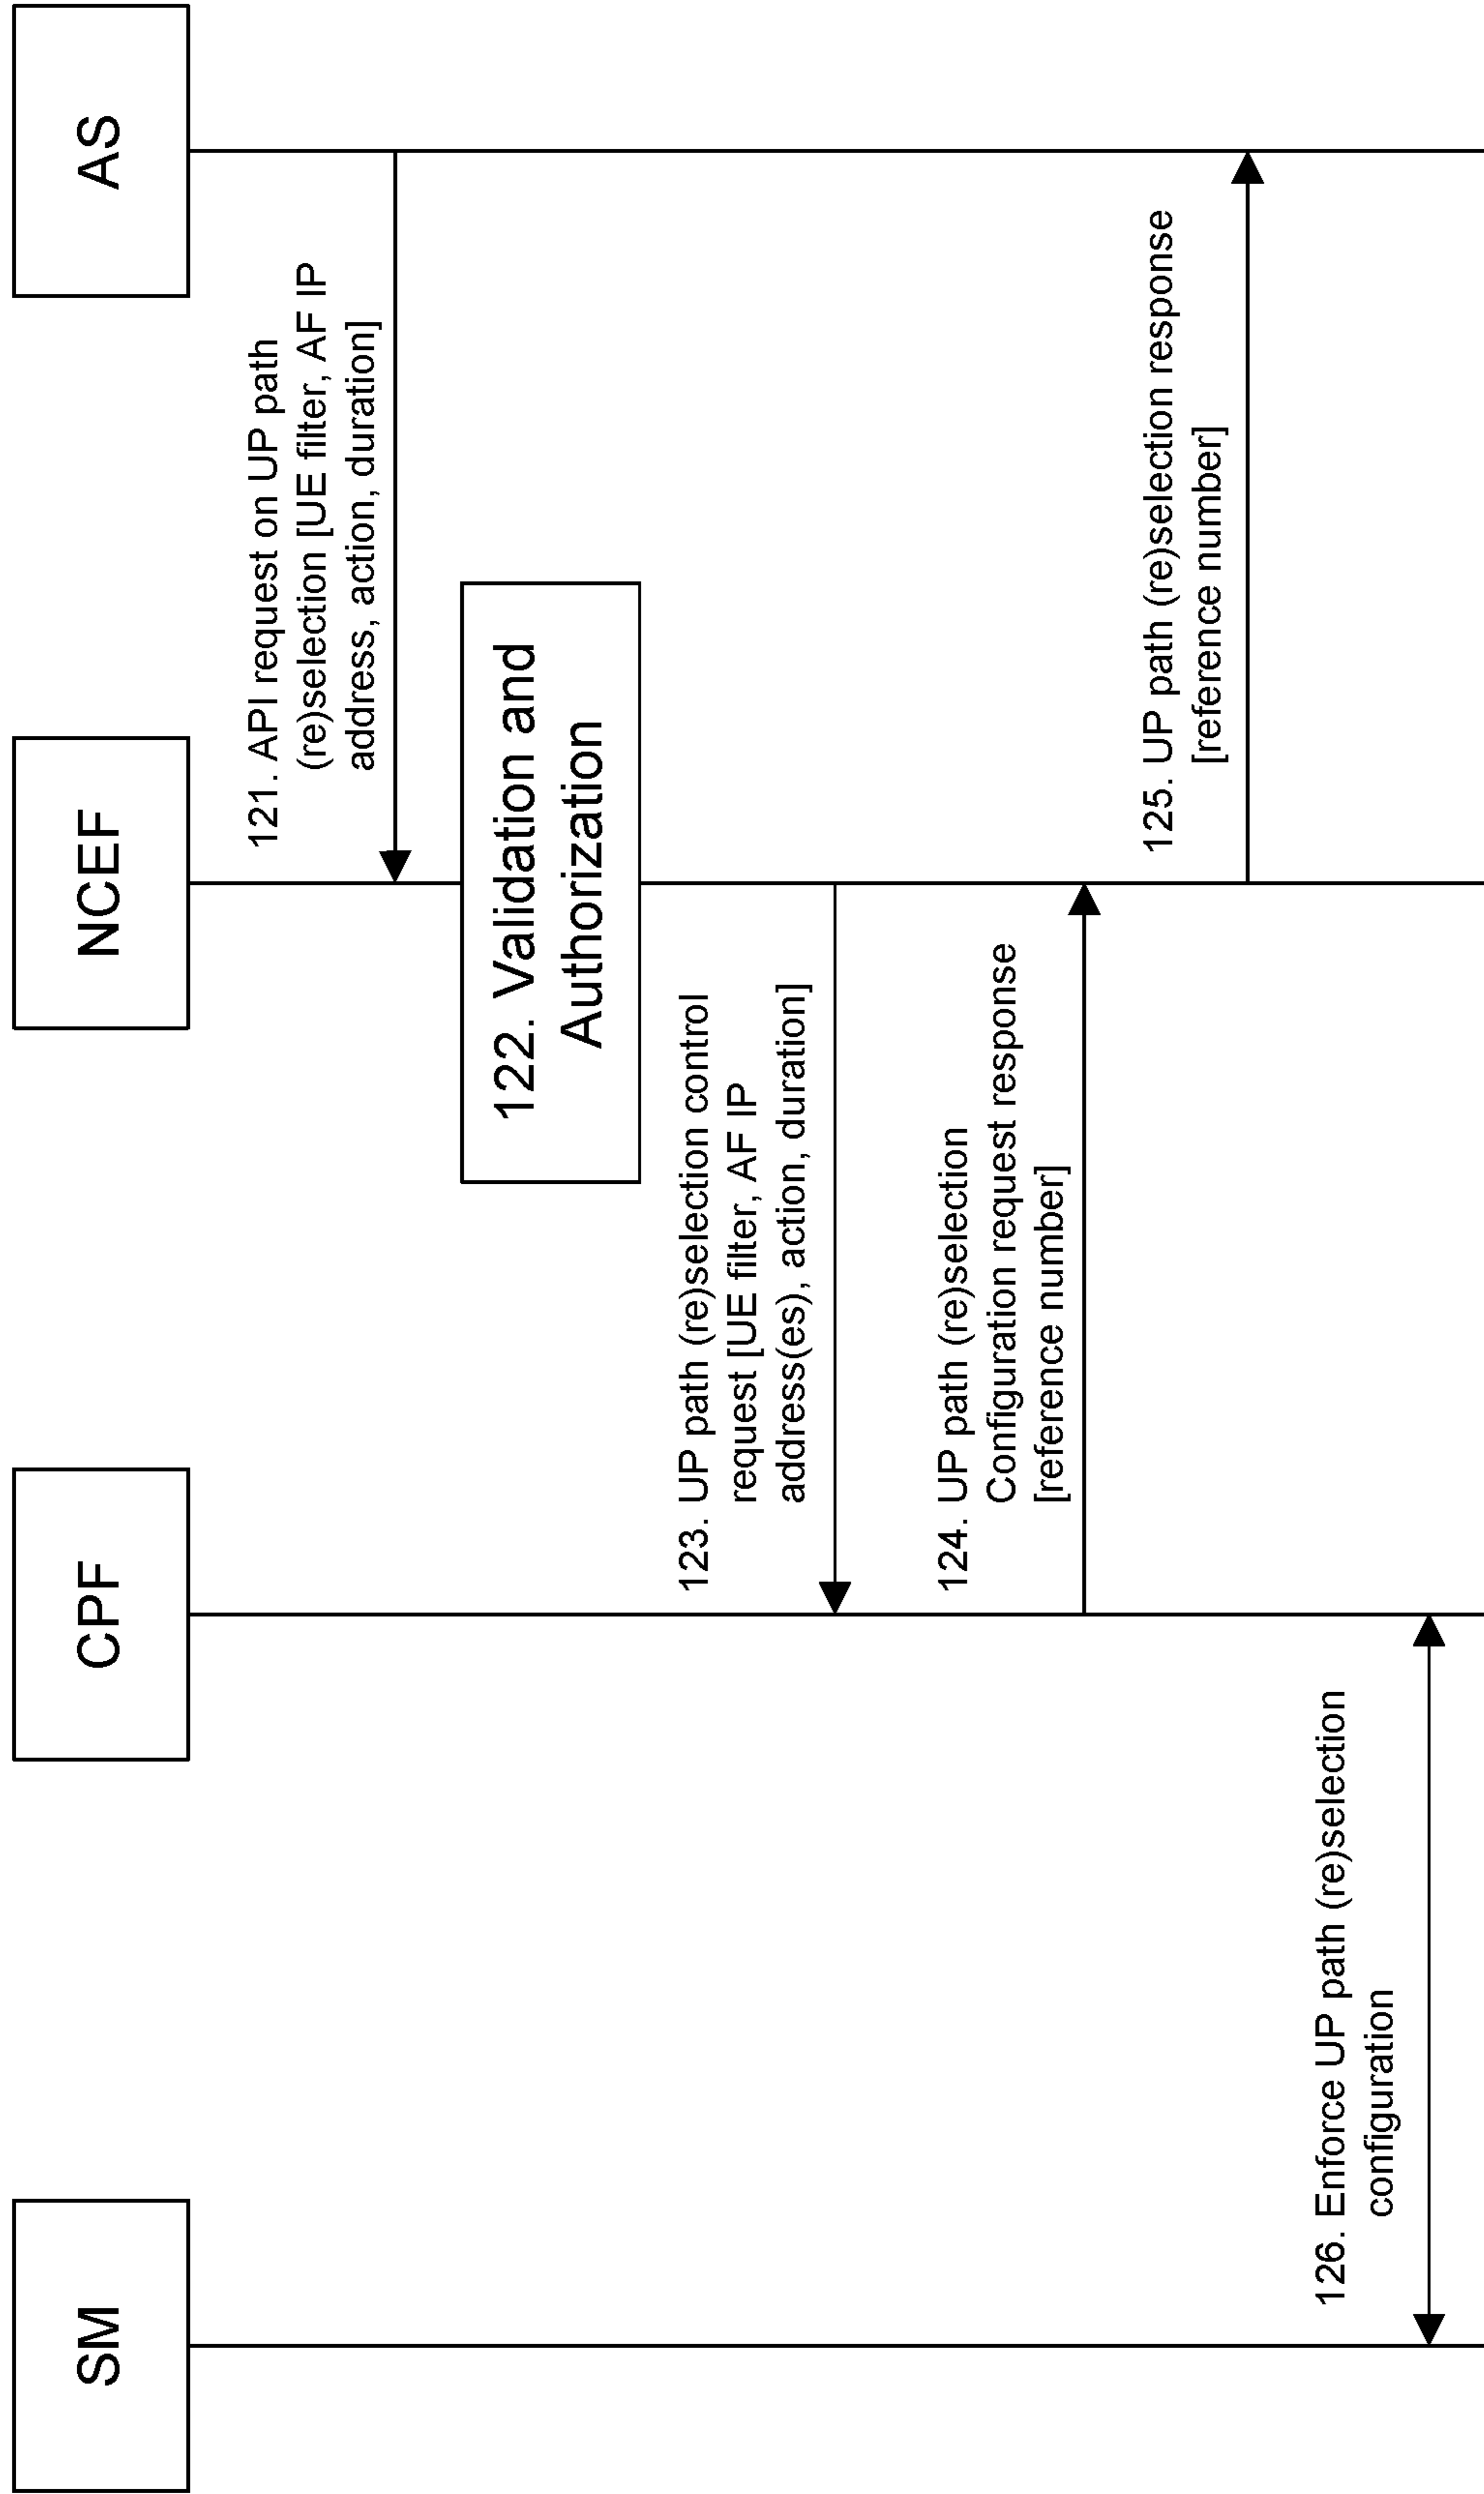 SM
CPF
NCEF
AS
121. API request on UP path
(re)selection [UE filter, AF IP
address, action, duration]
122. Validation and
Authorization
123. UP path (re)selection control
request [UE filter, AF IP
address(es), action, duration]
124. UP path (re)selection
Configuration request response
[reference number]
125. UP path (re)selection response
[reference number]
126. Enforce UP path (re)selection
configuration